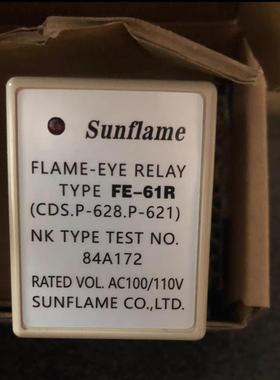 Sunflame
FLAME-EYE RELAY
TYPE FE-61R
(CDS.P-628.P-621)
NK TYPE TEST NO.
84A172
RATED VOL. AC100/110V
SUNFLAME CO.,LTD.